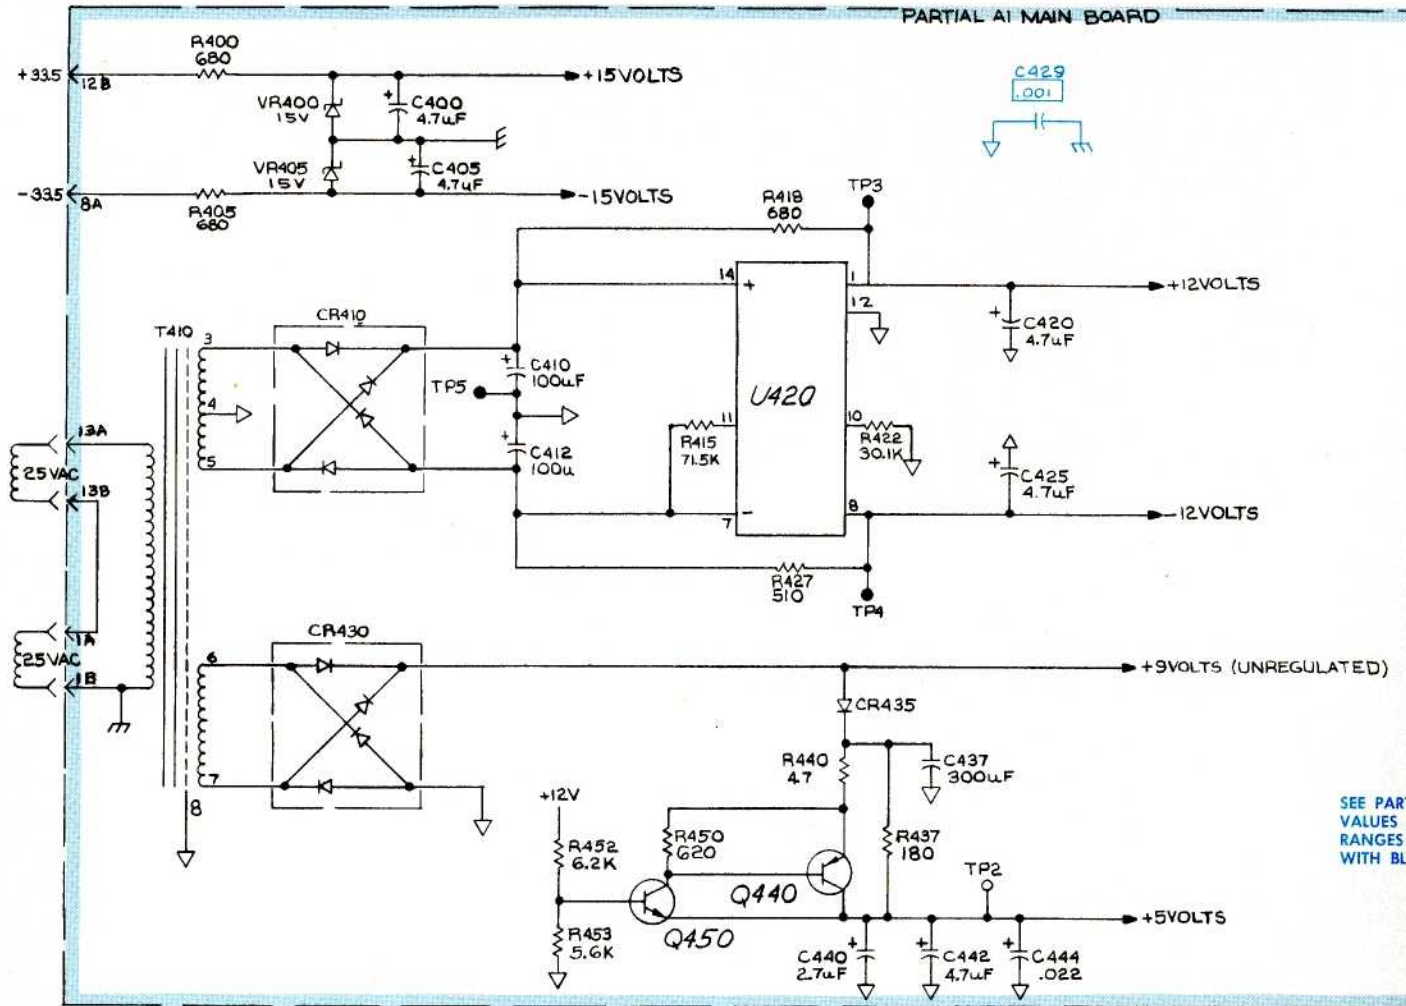 PARTIAL A1 MAIN BOARD
R400
680
+33.5
12B
+15VOLTS
VR400
15V
C400
4.7uF
C429
.001
VR405
15V
C405
4.7uF
-33.5
8A
R405
680
-15VOLTS
R418
680
TP3
14
+
1
+12VOLTS
12
C420
4.7uF
CR410
T410
3
4
5
TP5
C410
100uF
C412
100u
U420
11
R415
71.5K
10
R422
30.1K
C425
4.7uF
7
-
8
-12VOLTS
R427
510
TP4
13A
25VAC
13B
1A
25VAC
1B
CR430
6
7
8
+9VOLTS (UNREGULATED)
CR435
R440
4.7
C437
300uF
+12V
R452
6.2K
R450
620
R437
180
TP2
Q440
Q450
R453
5.6K
+5VOLTS
C440
2.7uF
C442
4.7uF
C444
.022
SEE PAR
VALUES
RANGES
WITH BL